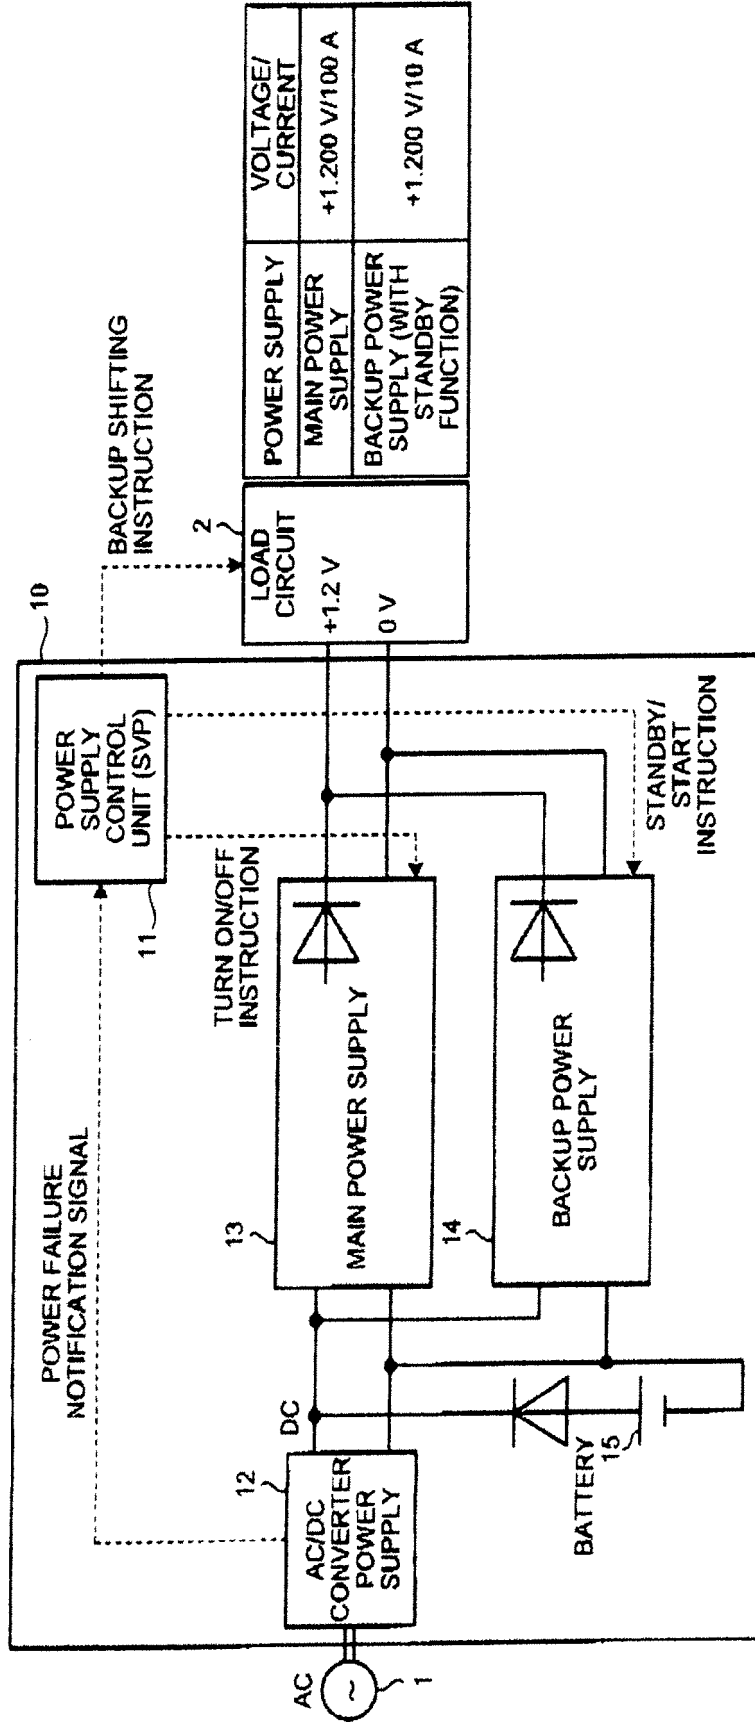 10
POWER FAILURE
NOTIFICATION SIGNAL
11
POWER
SUPPLY
CONTROL
UNIT (SVP)
BACKUP SHIFTING
INSTRUCTION
TURN ON/OFF
INSTRUCTION
AC
~
1
12
AC/DC
CONVERTER
POWER
SUPPLY
DC
13
MAIN POWER SUPPLY
14
BACKUP POWER
SUPPLY
BATTERY
15
STANDBY/
START
INSTRUCTION
2
LOAD
CIRCUIT
+1.2 V
0 V
POWER SUPPLY
VOLTAGE/
CURRENT
MAIN POWER
SUPPLY
+1.200 V/100 A
BACKUP POWER
SUPPLY (WITH
STANDBY
FUNCTION)
+1.200 V/10 A